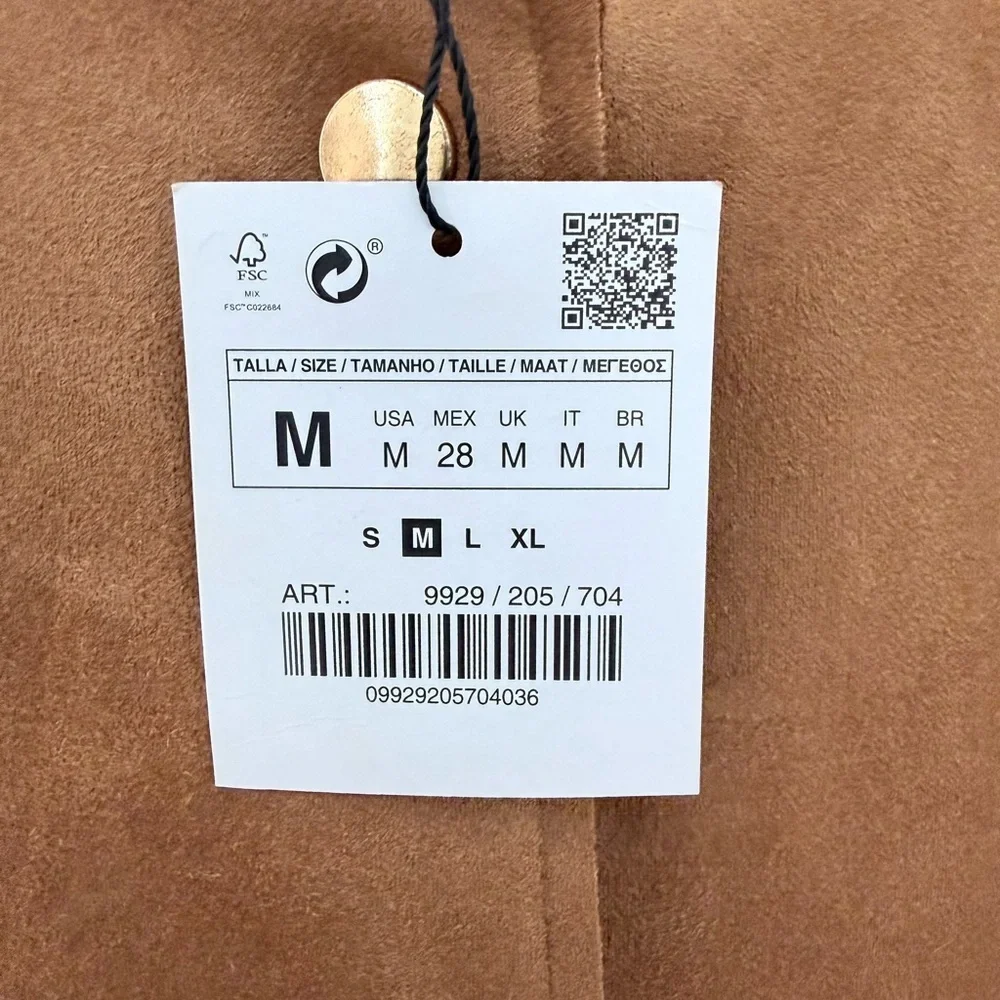 FSC™
MIX
FSC™ C022684
®
TALLA / SIZE / TAMANHO / TAILLE / MAAT / ΜΕΓΕΘΟΣ
M
USA MEX UK IT BR
M 28 M M M
S M L XL
ART.: 9929 / 205 / 704
09929205704036